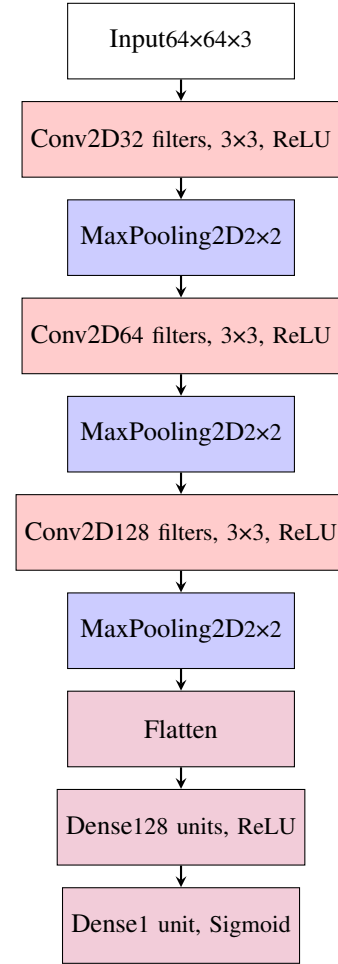 Input64×64×3
Conv2D32 filters, 3×3, ReLU
MaxPooling2D2×2
Conv2D64 filters, 3×3, ReLU
MaxPooling2D2×2
Conv2D128 filters, 3×3, ReLU
MaxPooling2D2×2
Flatten
Dense128 units, ReLU
Dense1 unit, Sigmoid